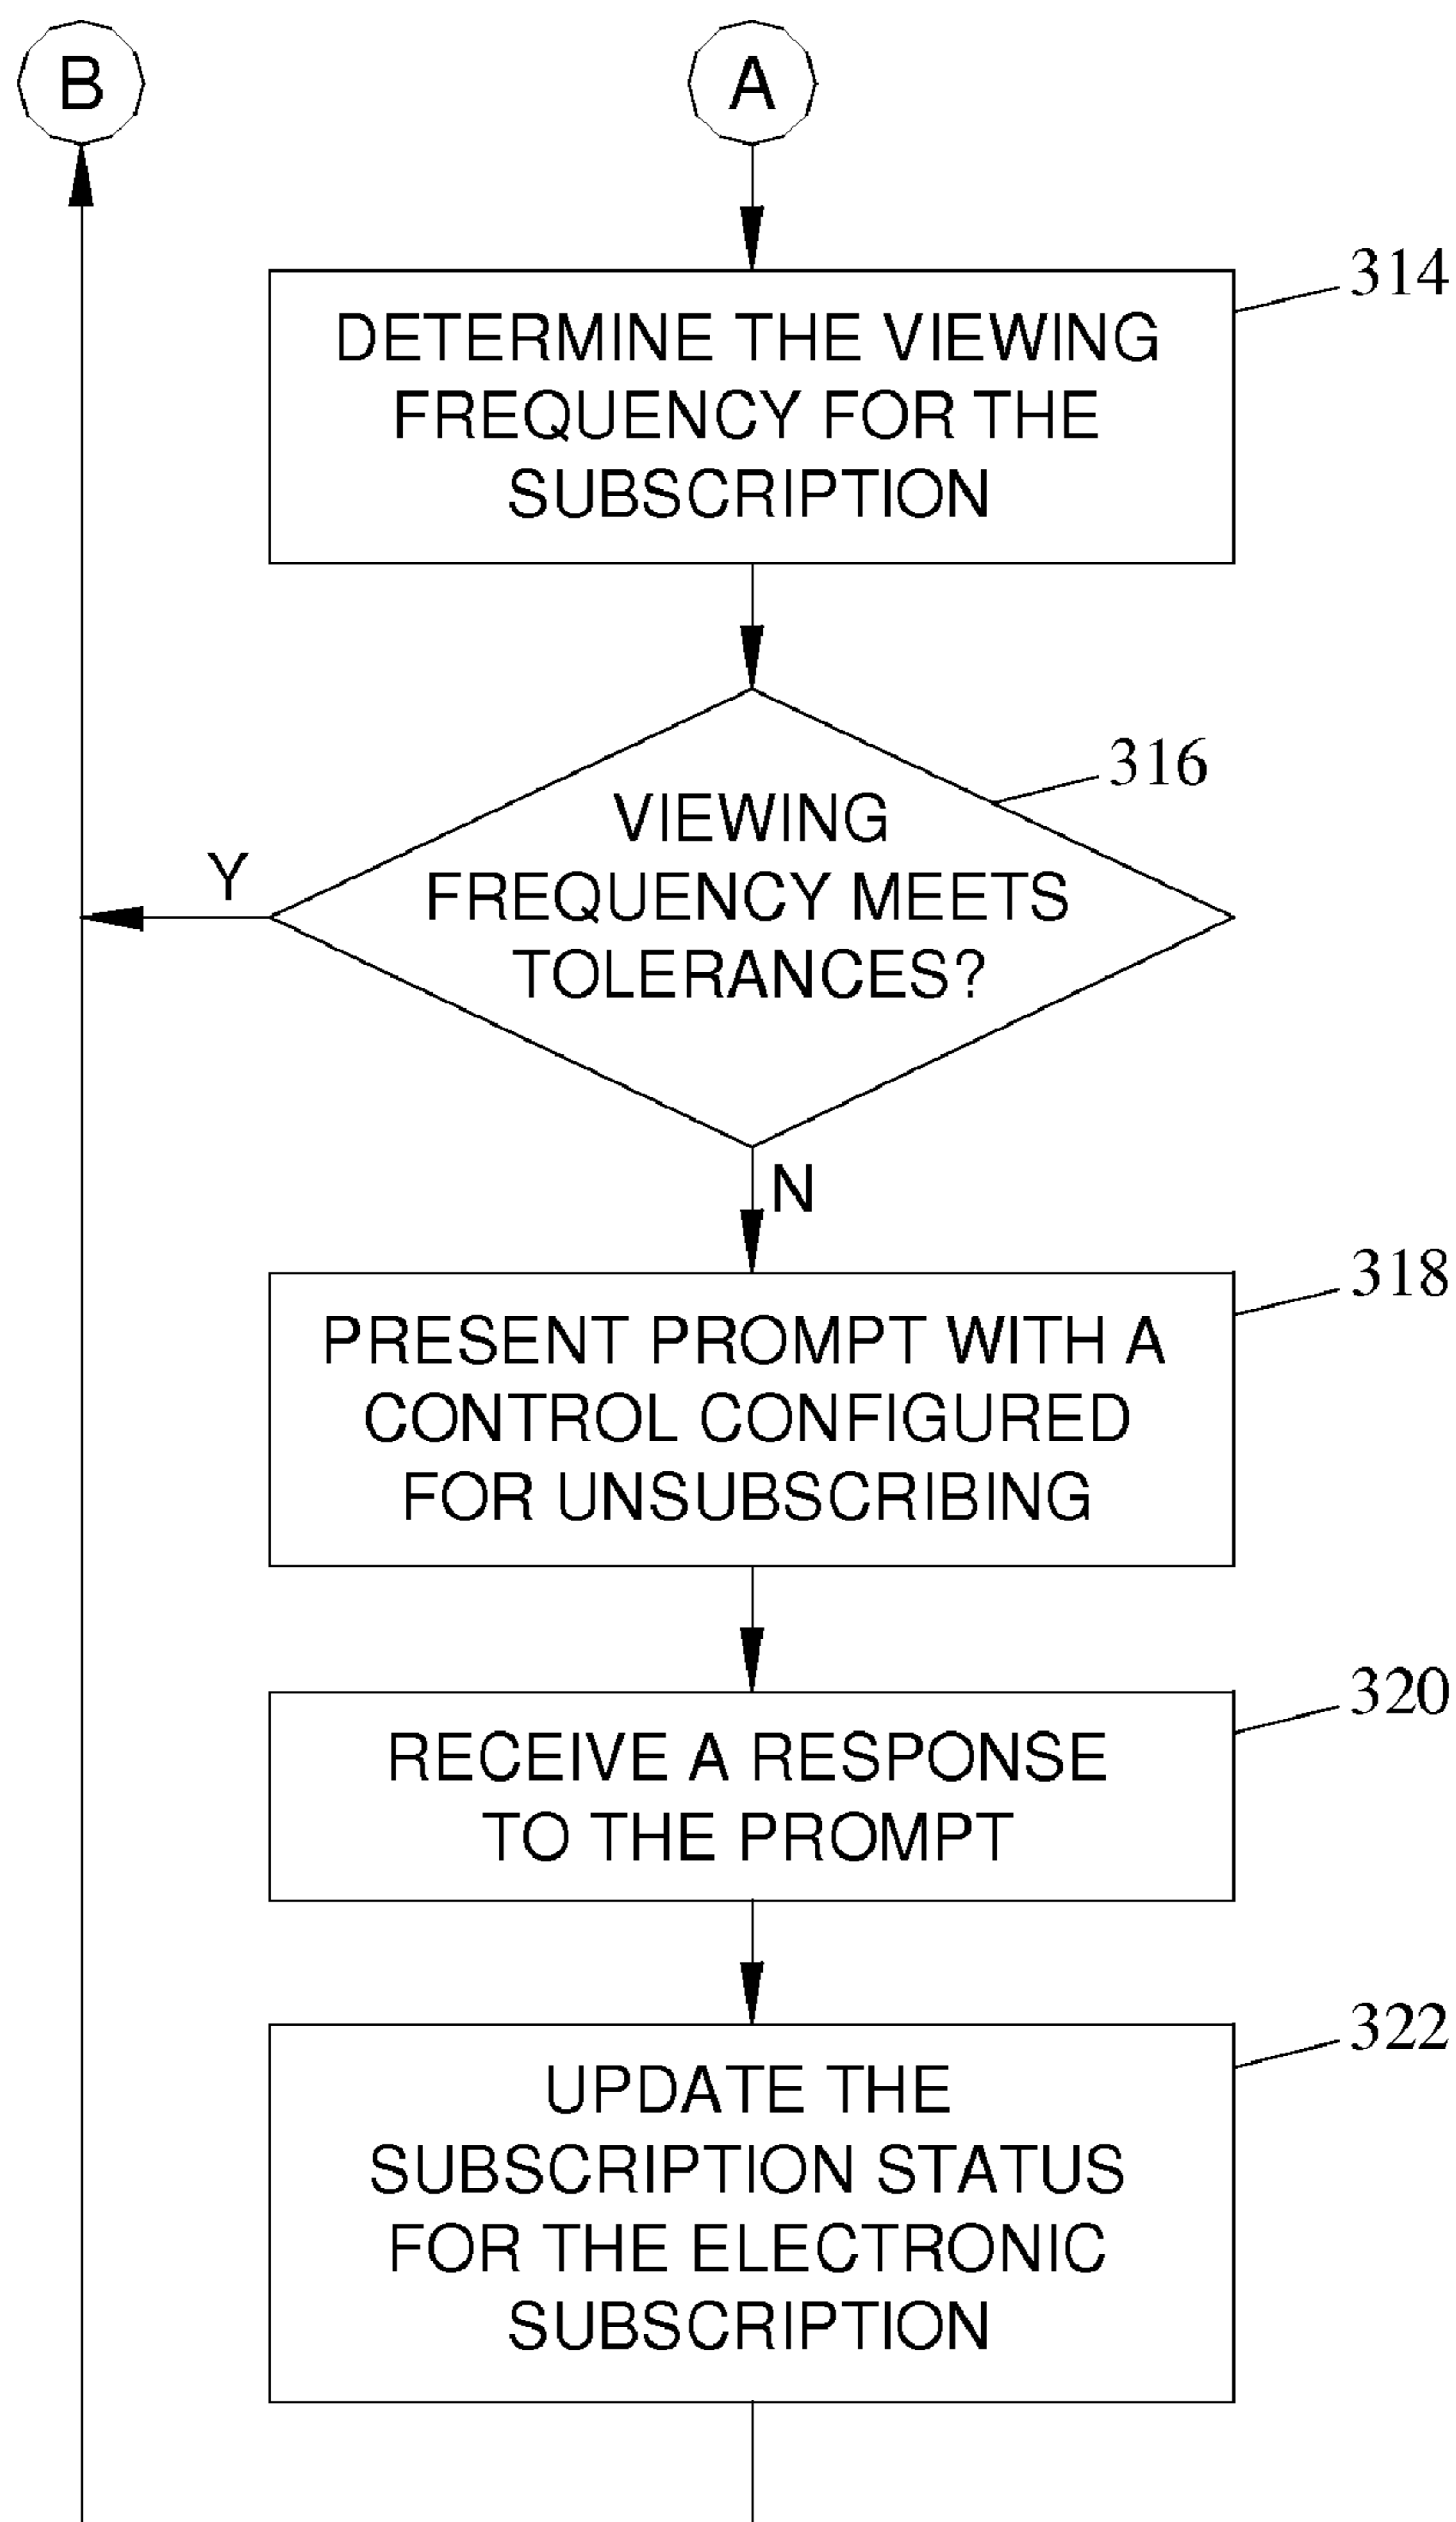 B
A
314
DETERMINE THE VIEWING
FREQUENCY FOR THE
SUBSCRIPTION
316
VIEWING
FREQUENCY MEETS
TOLERANCES?
Y
N
318
PRESENT PROMPT WITH A
CONTROL CONFIGURED
FOR UNSUBSCRIBING
320
RECEIVE A RESPONSE
TO THE PROMPT
322
UPDATE THE
SUBSCRIPTION STATUS
FOR THE ELECTRONIC
SUBSCRIPTION